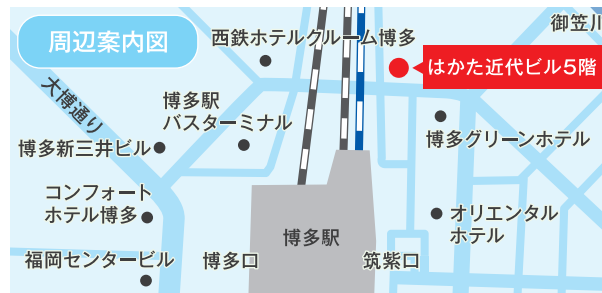 周辺案内図
御笠川
西鉄ホテルクルーム博多
はかた近代ビル5階
大博通り
博多駅
バスターミナル
博多グリーンホテル
博多新三井ビル
コンフォート
ホテル博多
オリエンタル
ホテル
博多駅
福岡センタービル
博多口
筑紫口